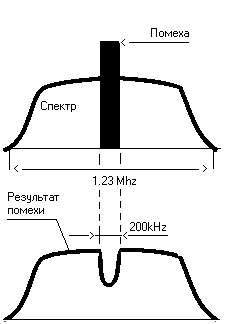 Помеха
Спектр
1.23 Mhz
Результат
помехи
200kHz